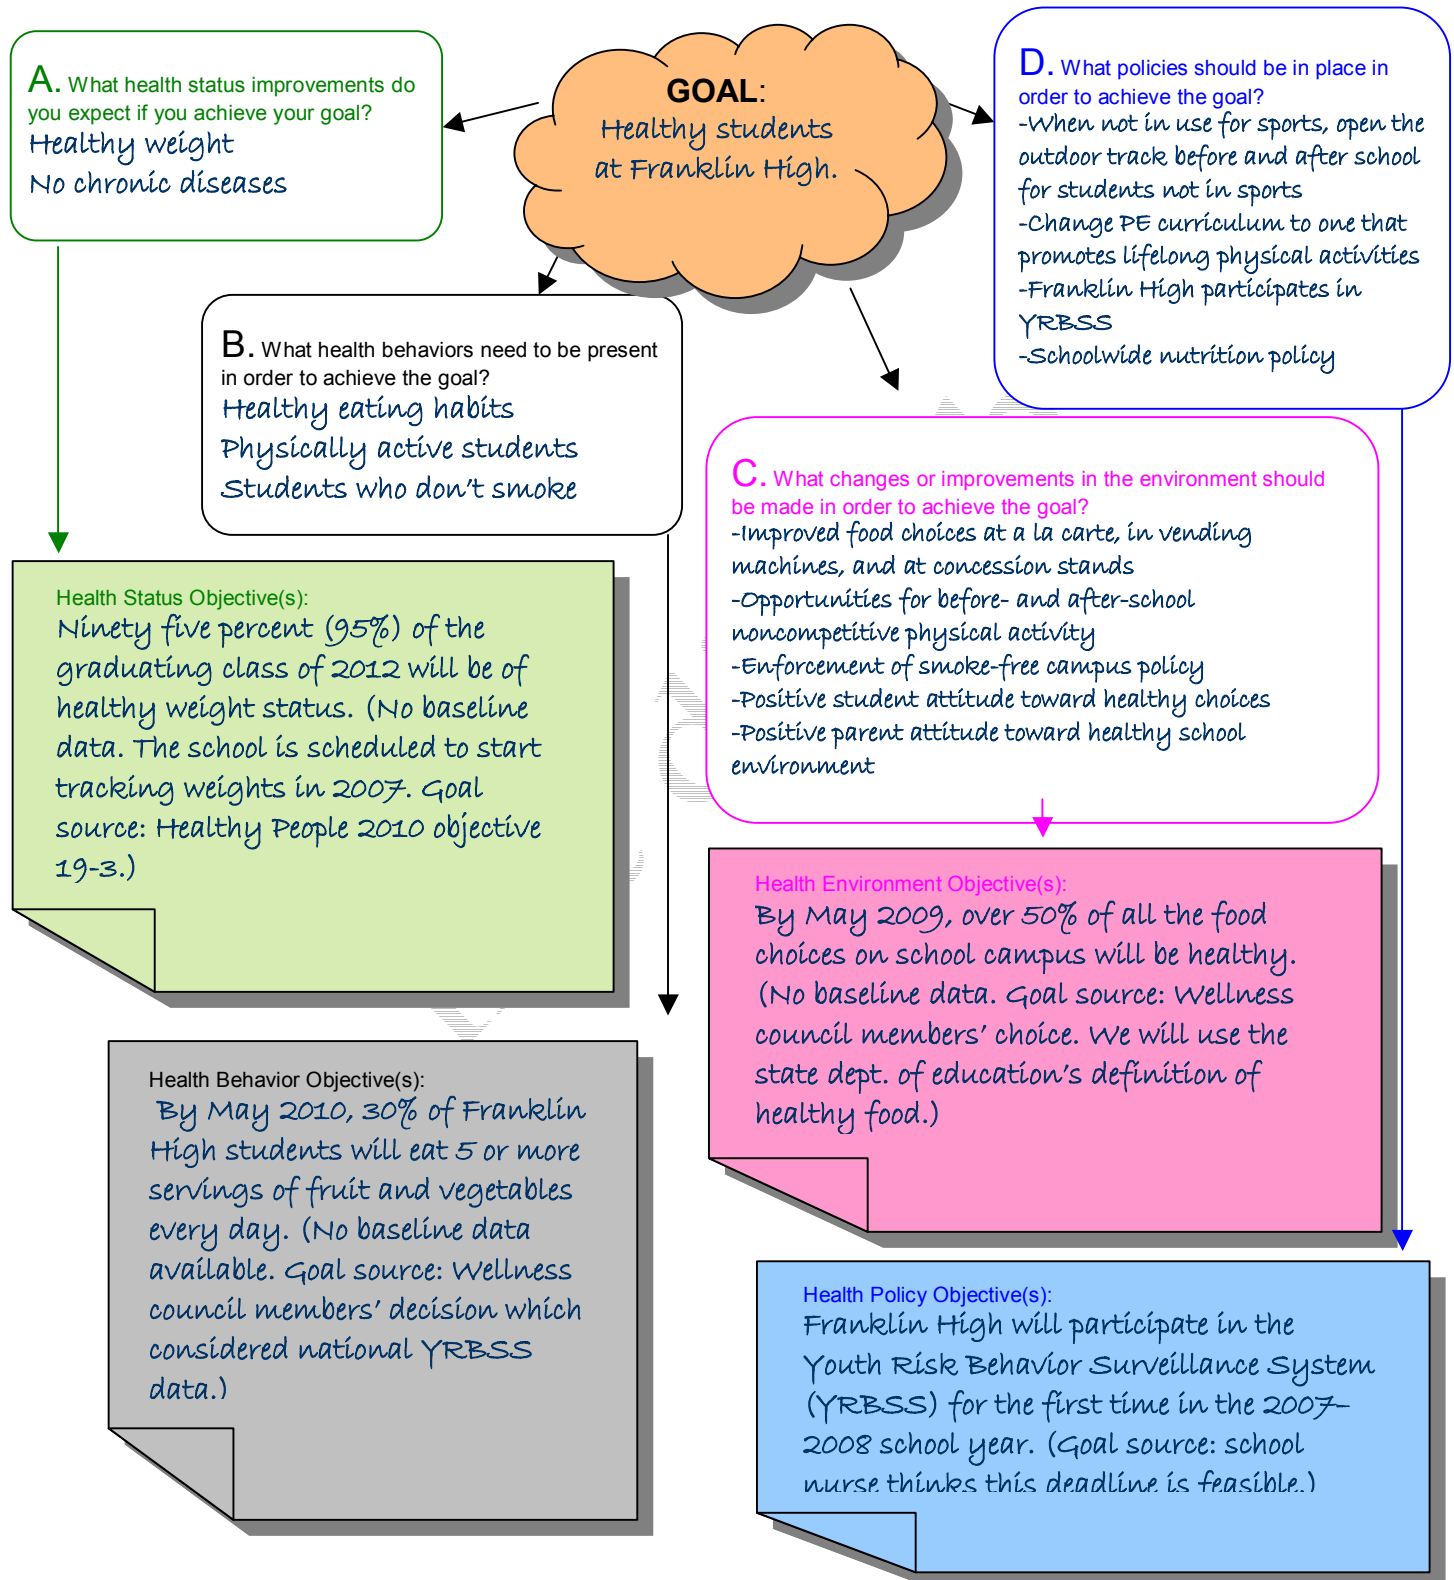 GOAL:
Healthy students
at Franklin High.
A. What health status improvements do
you expect if you achieve your goal?
Healthy weight
No chronic diseases
B. What health behaviors need to be present
in order to achieve the goal?
Healthy eating habits
Physically active students
Students who don't smoke
C. What changes or improvements in the environment should
be made in order to achieve the goal?
-Improved food choices at a la carte, in vending
machines, and at concession stands
-Opportunities for before- and after-school
noncompetitive physical activity
-Enforcement of smoke-free campus policy
-Positive student attitude toward healthy choices
-Positive parent attitude toward healthy school
environment
D. What policies should be in place in
order to achieve the goal?
-When not in use for sports, open the
outdoor track before and after school
for students not in sports
-Change PE curriculum to one that
promotes lifelong physical activities
-Franklin High participates in
YRBSS
-Schoolwide nutrition policy
Health Status Objective(s):
Ninety five percent (95%) of the
graduating class of 2012 will be of
healthy weight status. (No baseline
data. The school is scheduled to start
tracking weights in 2007. Goal
source: Healthy People 2010 objective
19-3.)
Health Behavior Objective(s):
By May 2010, 30% of Franklin
High students will eat 5 or more
servings of fruit and vegetables
every day. (No baseline data
available. Goal source: Wellness
council members' decision which
considered national YRBSS
data.)
Health Environment Objective(s):
By May 2009, over 50% of all the food
choices on school campus will be healthy.
(No baseline data. Goal source: Wellness
council members' choice. We will use the
state dept. of education's definition of
healthy food.)
Health Policy Objective(s):
Franklin High will participate in the
Youth Risk Behavior Surveillance System
(YRBSS) for the first time in the 2007–
2008 school year. (Goal source: school
nurse thinks this deadline is feasible.)